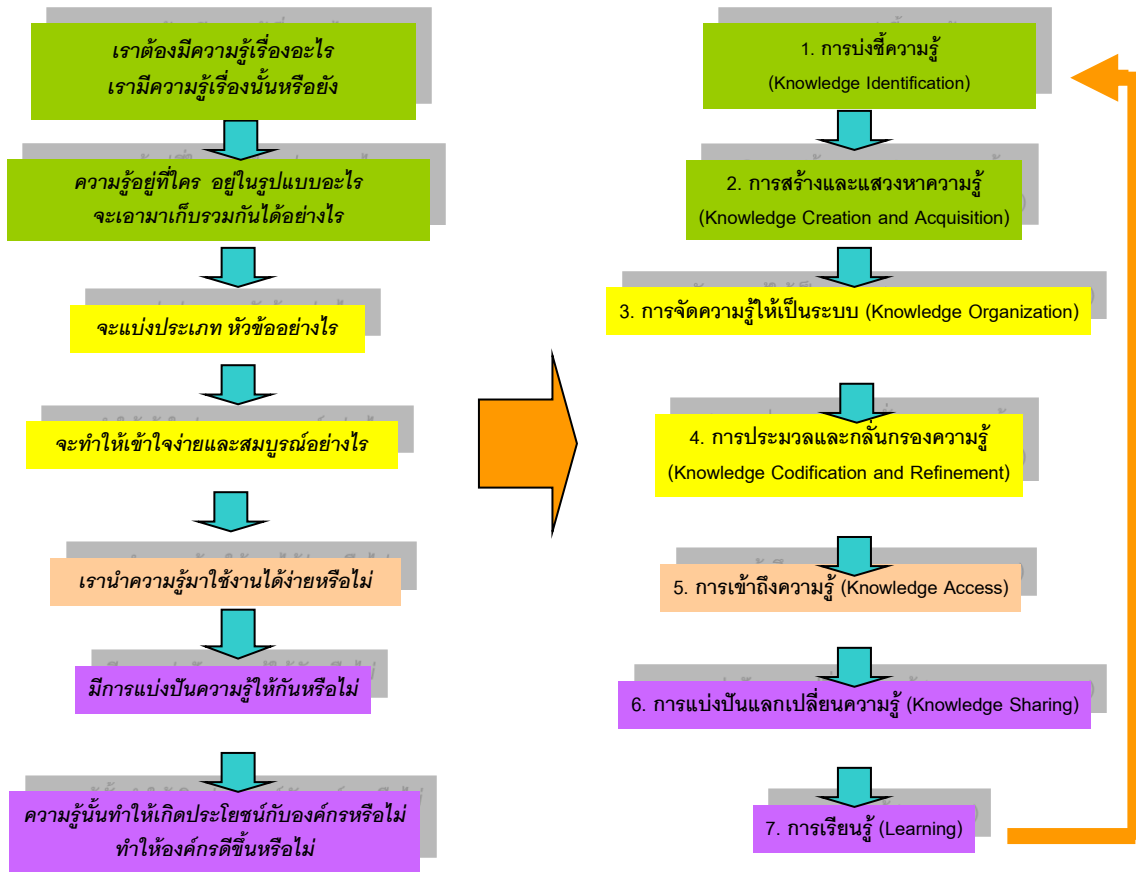 เราต้องมีความรู้เรื่องอะไร
เรามีความรู้เรื่องนั้นหรือยัง
ความรู้อยู่ที่ใคร อยู่ในรูปแบบอะไร
จะเอามาเก็บรวมกันได้อย่างไร
จะแบ่งประเภท หัวข้ออย่างไร
จะทำให้เข้าใจง่ายและสมบูรณ์อย่างไร
เรานำความรู้มาใช้งานได้ง่ายหรือไม่
มีการแบ่งปันความรู้ให้กันหรือไม่
ความรู้นั้นทำให้เกิดประโยชน์กับองค์กรหรือไม่
ทำให้องค์กรดีขึ้นหรือไม่
1. การบ่งชี้ความรู้
(Knowledge Identification)
2. การสร้างและแสวงหาความรู้
(Knowledge Creation and Acquisition)
3. การจัดความรู้ให้เป็นระบบ (Knowledge Organization)
4. การประมวลและกลั่นกรองความรู้
(Knowledge Codification and Refinement)
5. การเข้าถึงความรู้ (Knowledge Access)
6. การแบ่งปันแลกเปลี่ยนความรู้ (Knowledge Sharing)
7. การเรียนรู้ (Learning)